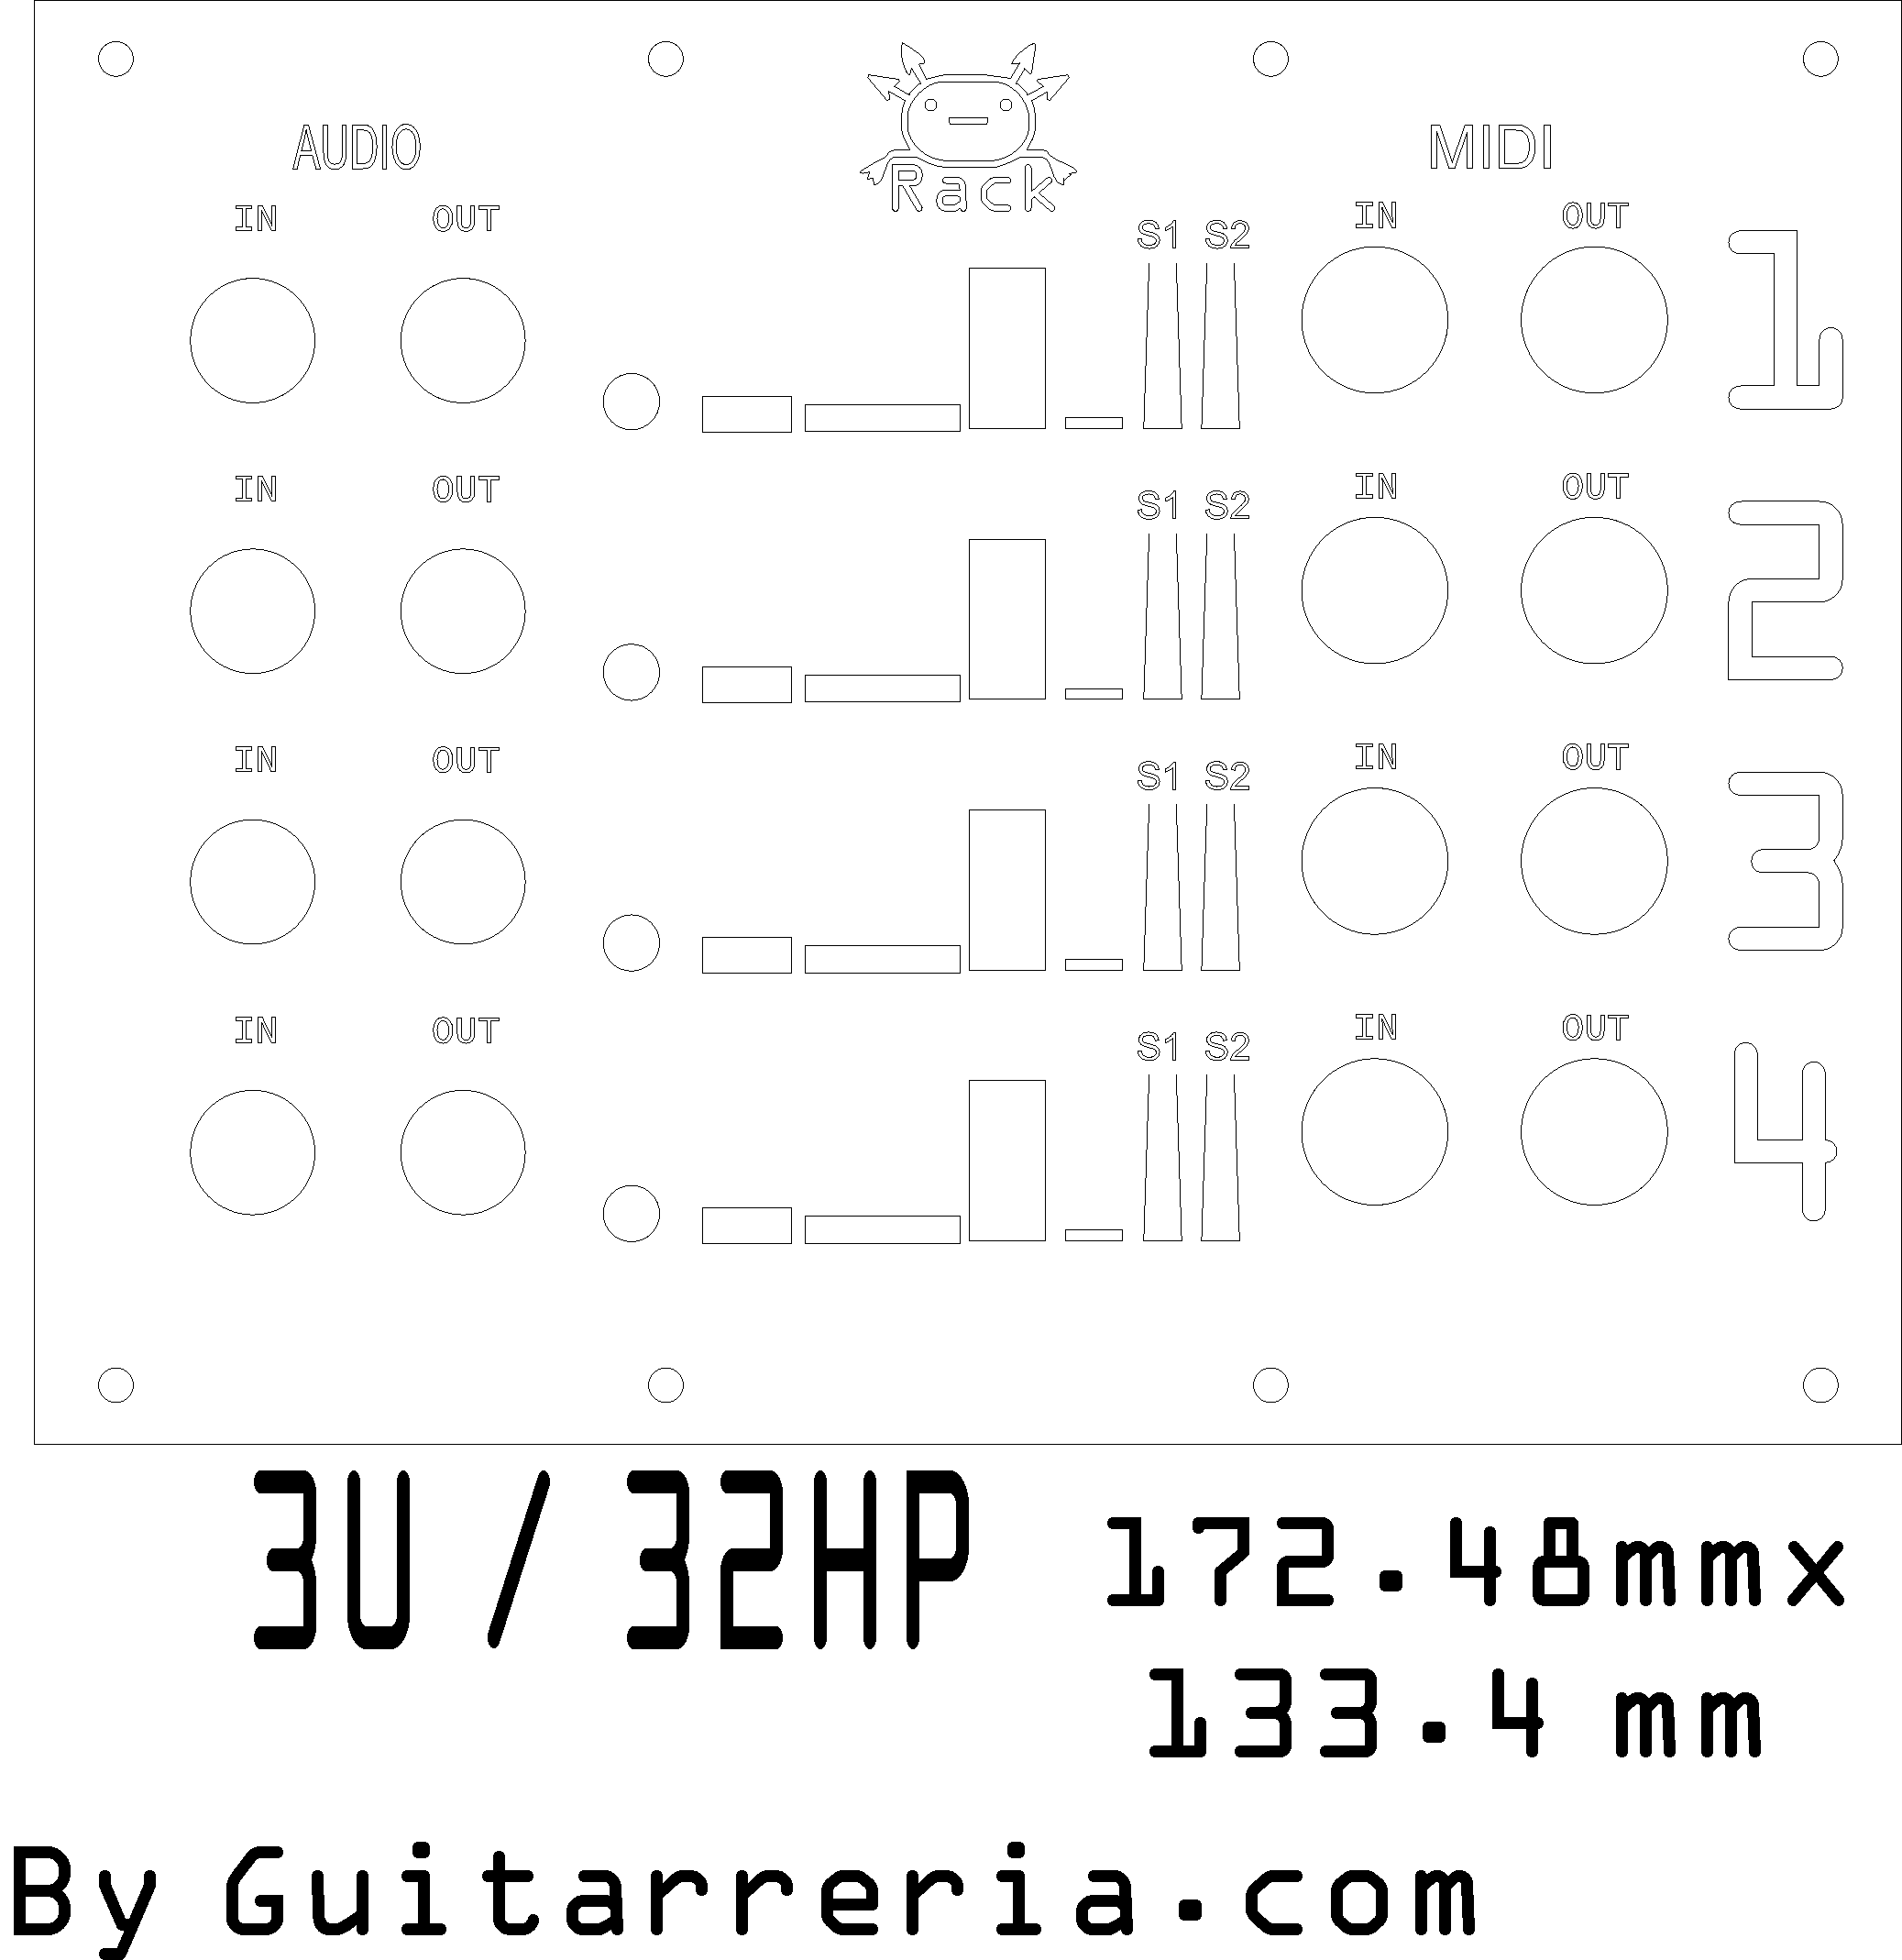 AUDIO Rack MIDI
IN OUT S1 S2 IN OUT 1
IN OUT S1 S2 IN OUT 2
IN OUT S1 S2 IN OUT 3
IN OUT S1 S2 IN OUT 4
3U / 32HP 172.48mmx
133.4 mm
By Guitarreria.com